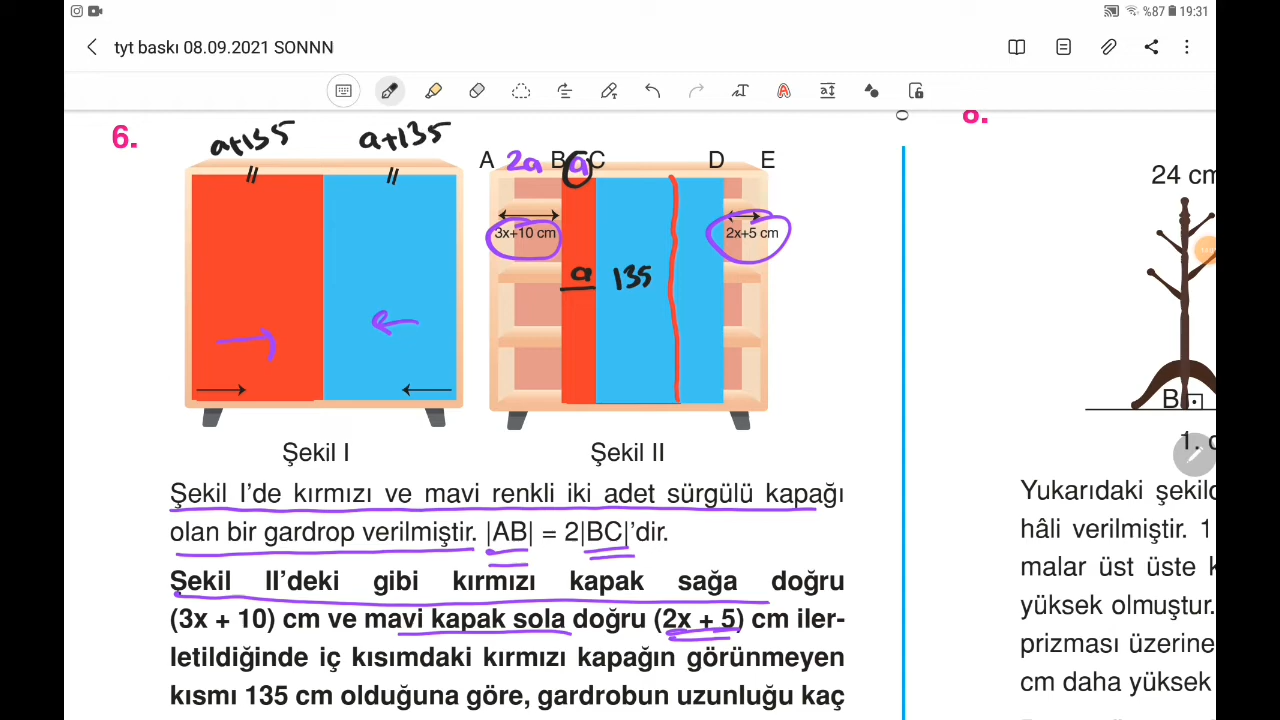 %87 19:31
tyt baskı 08.09.2021 SONNN
6.
a+135 a+135
A 2a B a C D E
3x+10 cm 2x+5 cm
a 135
Şekil I Şekil II
Şekil I’de kırmızı ve mavi renkli iki adet sürgülü kapağı
olan bir gardrop verilmiştir. |AB| = 2|BC|’dir.
Şekil II’deki gibi kırmızı kapak sağa doğru
(3x + 10) cm ve mavi kapak sola doğru (2x + 5) cm iler-
letildiğinde iç kısımdaki kırmızı kapağın görünmeyen
kısmı 135 cm olduğuna göre, gardrobun uzunluğu kaç
24 cm
B
1.
Yukarıdaki şekild
hâli verilmiştir. 1
malar üst üste k
yüksek olmuştur.
prizması üzerine
cm daha yüksek